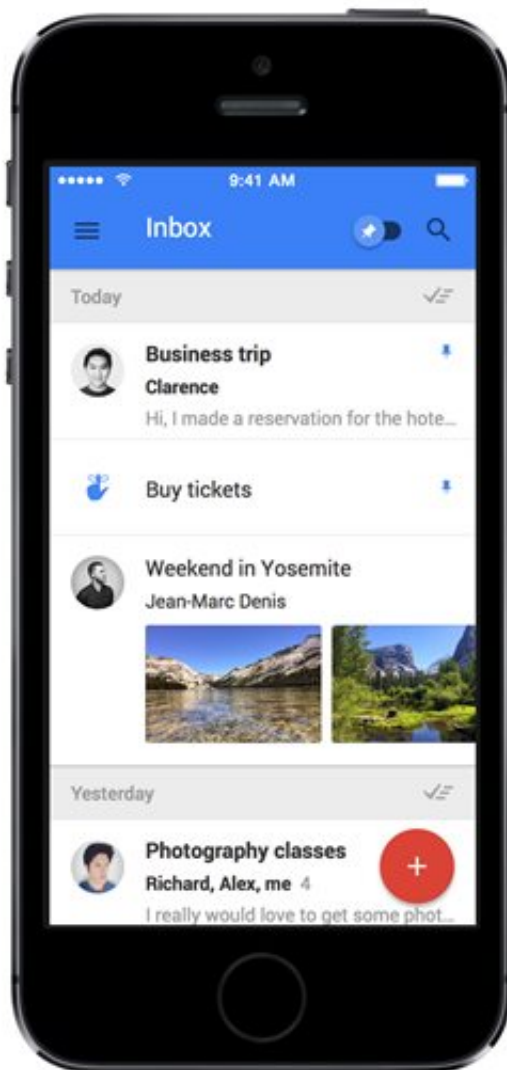 9:41 AM
Inbox
Today
Business trip
Clarence
Hi, I made a reservation for the hote...
Buy tickets
Weekend in Yosemite
Jean-Marc Denis
Yesterday
Photography classes
Richard, Alex, me 4
I really would love to get some phot...